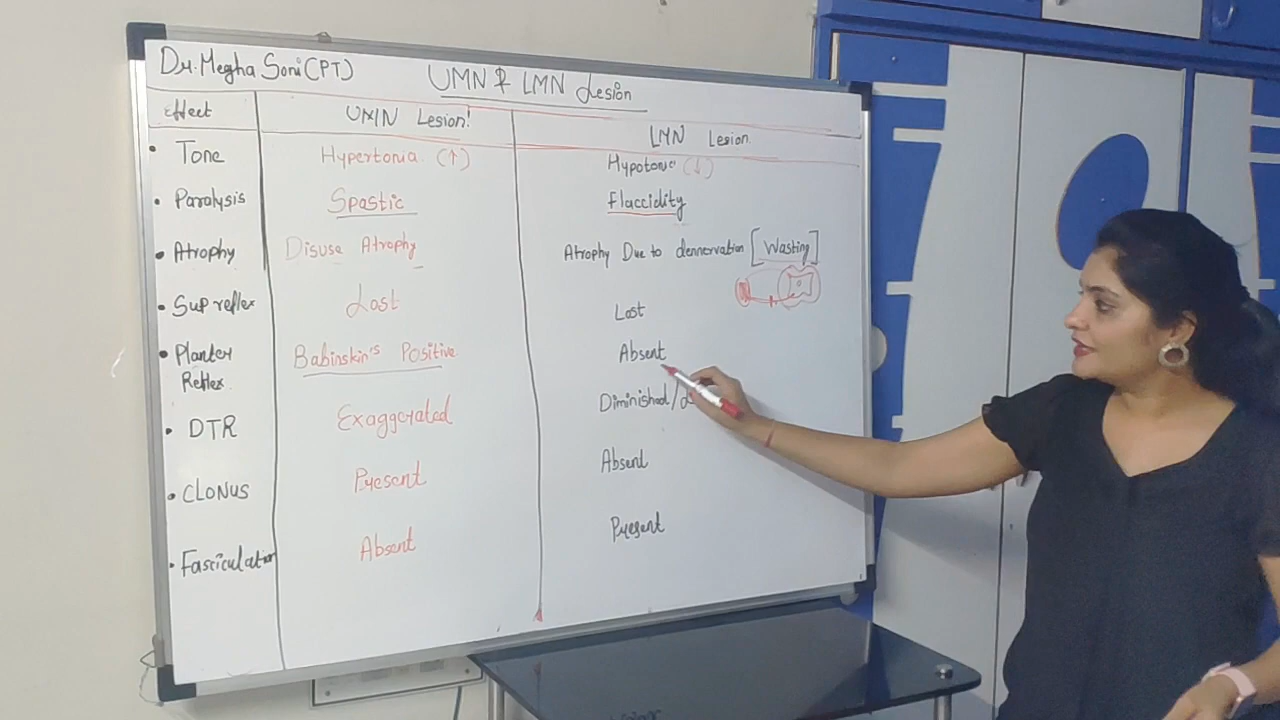 Dr. Megha Soni (CPT)
UMN & LMN Lesion
Effect UMN Lesion! LMN Lesion.
• Tone Hypertonia (↑) Hypotonia (↓)
• Paralysis Spastic Flaccidity
• Atrophy Disuse Atrophy Atrophy Due to dennervation [Wasting]
• Sup reflex Lost Lost
• Planter Reflex Babinskin's Positive Absent
• DTR Exaggerated Diminished/
• CLONUS Present Absent
• Fasciculation Absent Present